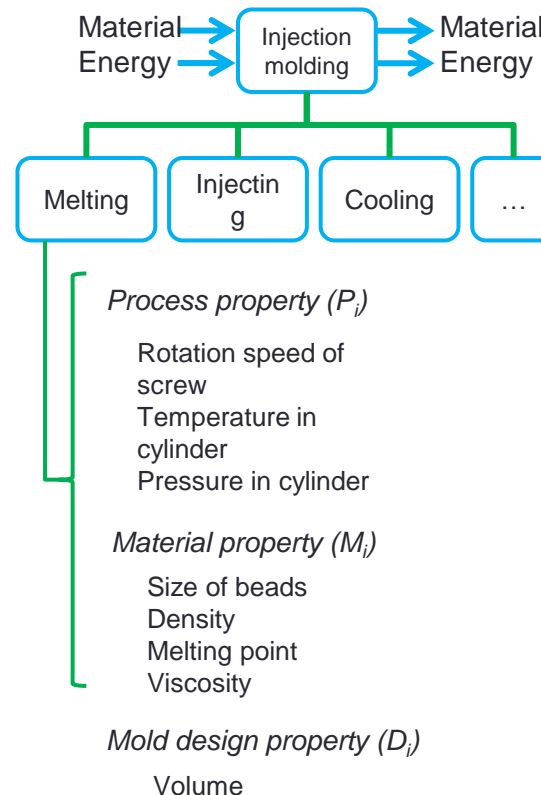 Material
Energy
Injection
molding
Material
Energy
Melting
Injectin
g
Cooling
…
Process property (Pi)
Rotation speed of
screw
Temperature in
cylinder
Pressure in cylinder
Material property (Mi)
Size of beads
Density
Melting point
Viscosity
Mold design property (Di)
Volume